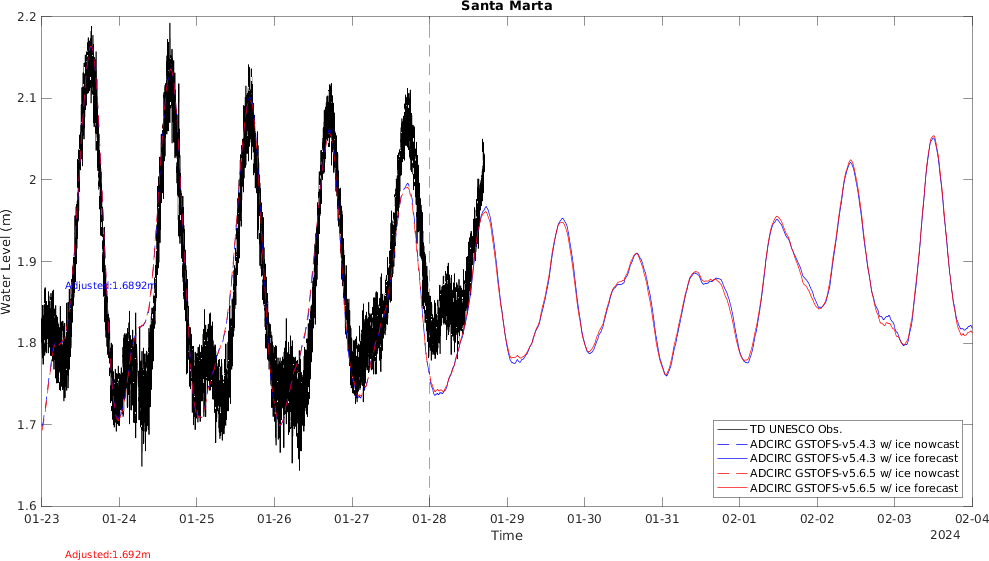 Santa Marta
2.2
2.1
2
1.9
1.8
1.7
1.6
Water Level (m)
Adjusted:1.6892m
TD UNESCO Obs.
ADCIRC GSTOFS-v5.4.3 w/ ice nowcast
ADCIRC GSTOFS-v5.4.3 w/ ice forecast
ADCIRC GSTOFS-v5.6.5 w/ ice nowcast
ADCIRC GSTOFS-v5.6.5 w/ ice forecast
01-23 01-24 01-25 01-26 01-27 01-28 01-29 01-30 01-31 02-01 02-02 02-03 02-04
Time
2024
Adjusted:1.692m